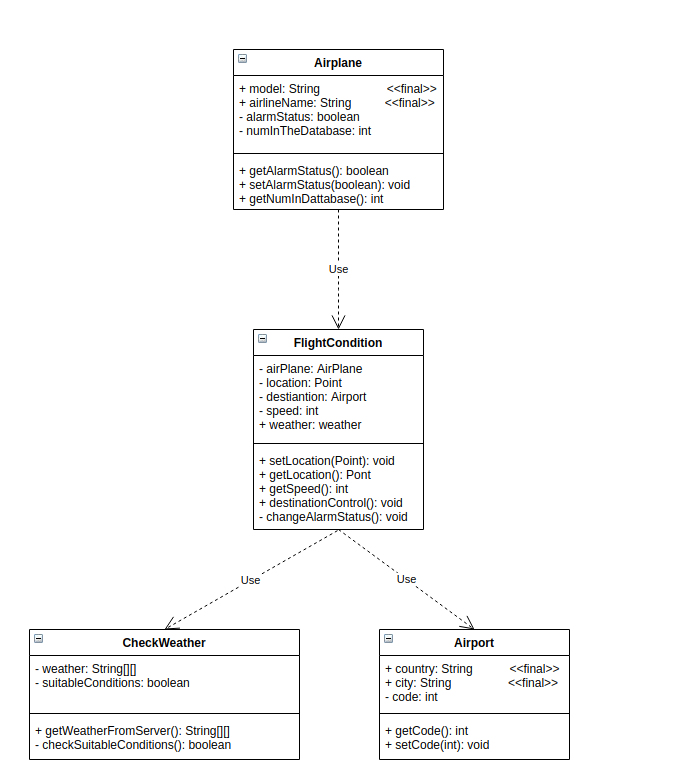 Airplane
+ model: String <<final>>
+ airlineName: String <<final>>
- alarmStatus: boolean
- numInTheDatabase: int
+ getAlarmStatus(): boolean
+ setAlarmStatus(boolean): void
+ getNumInDattabase(): int
Use
FlightCondition
- airPlane: AirPlane
- location: Point
- destiantion: Airport
- speed: int
+ weather: weather
+ setLocation(Point): void
+ getLocation(): Pont
+ getSpeed(): int
+ destinationControl(): void
- changeAlarmStatus(): void
Use
Use
CheckWeather
- weather: String[][]
- suitableConditions: boolean
+ getWeatherFromServer(): String[][]
- checkSuitableConditions(): boolean
Airport
+ country: String <<final>>
+ city: String <<final>>
- code: int
+ getCode(): int
+ setCode(int): void